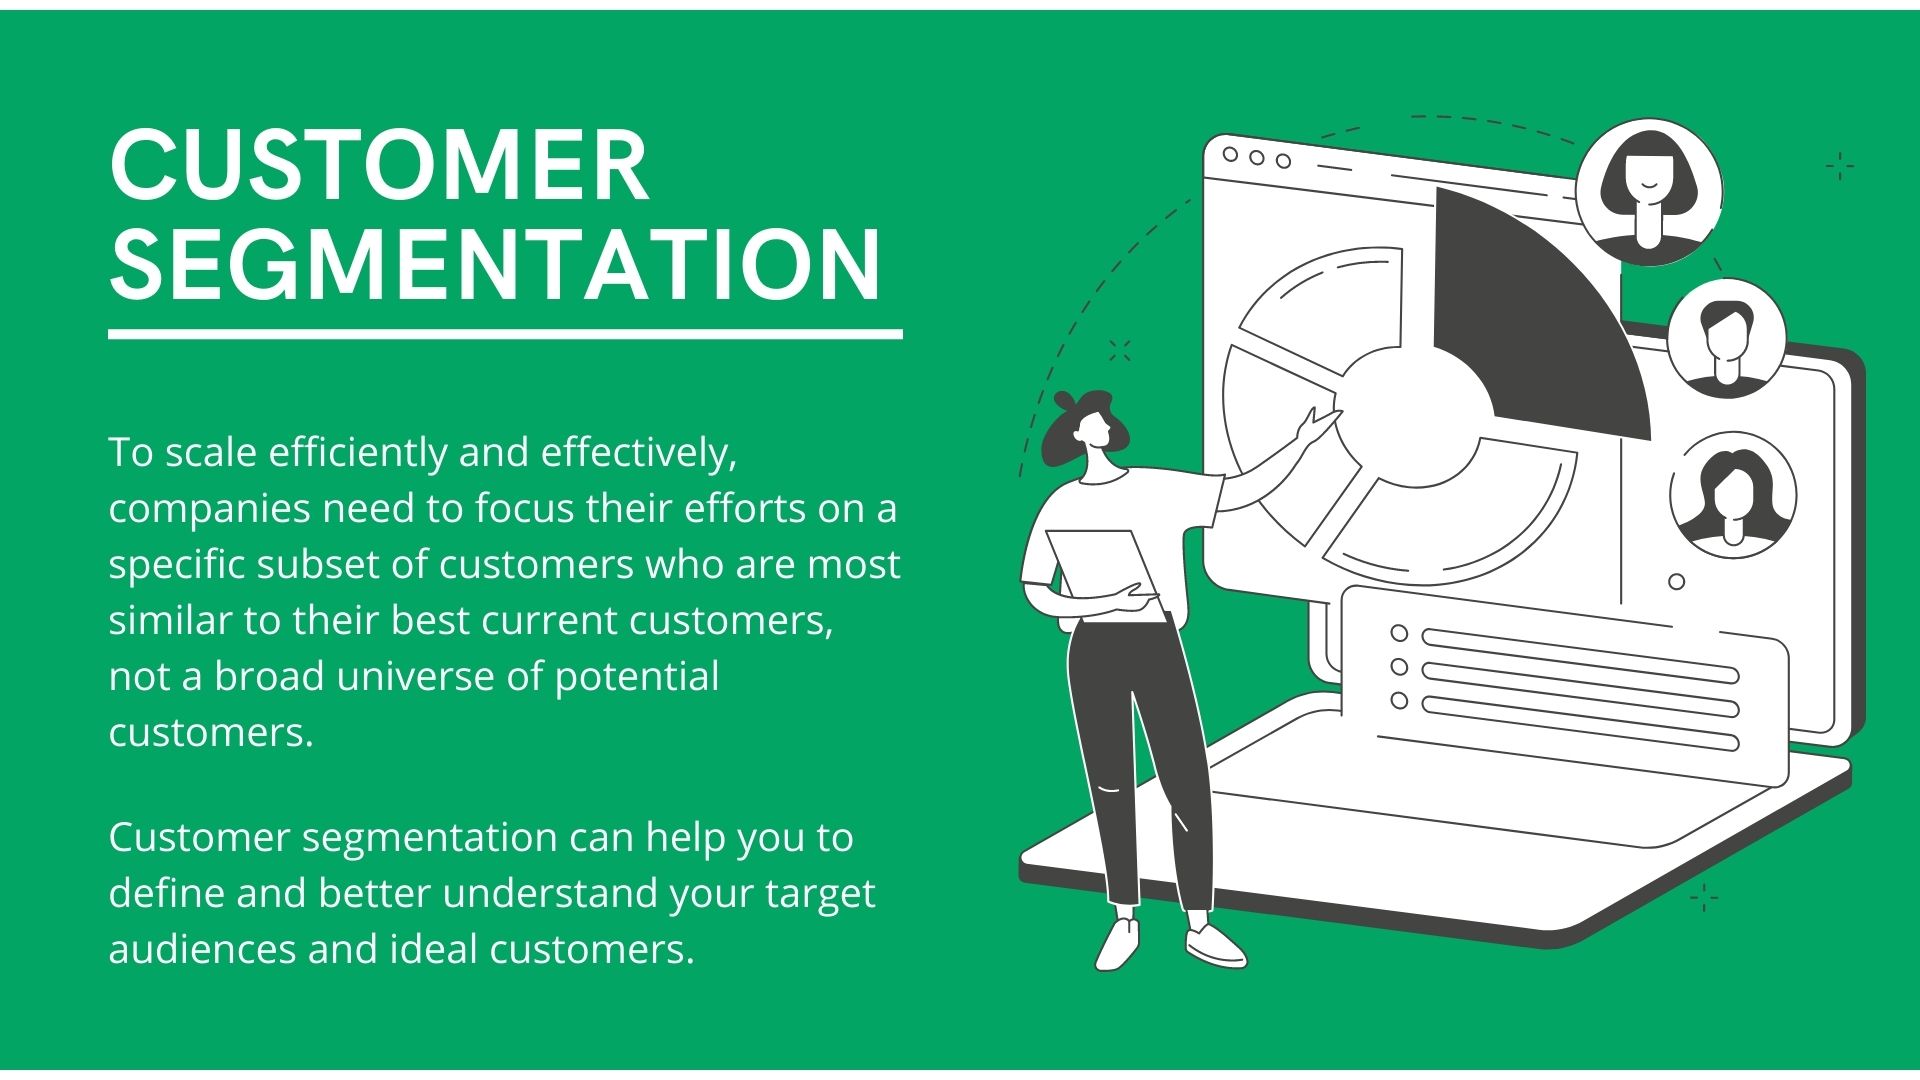 CUSTOMER
SEGMENTATION
To scale efficiently and effectively,
companies need to focus their efforts on a
specific subset of customers who are most
similar to their best current customers,
not a broad universe of potential
customers.
Customer segmentation can help you to
define and better understand your target
audiences and ideal customers.